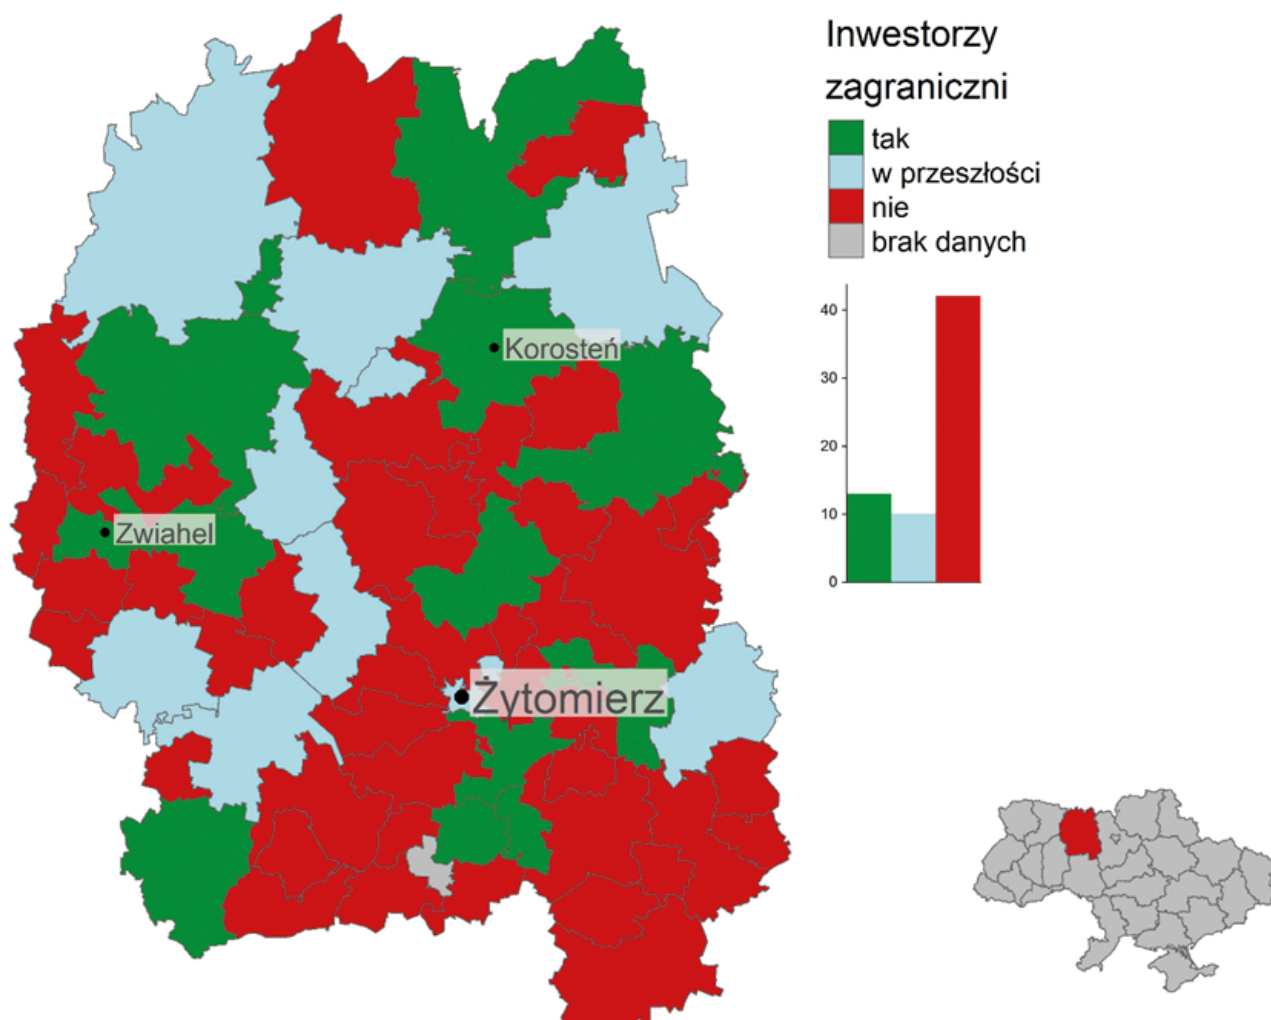 Inwestorzy
zagraniczni
tak
w przeszłości
nie
brak danych
40
30
20
10
0
Korosteń
Zwiahel
Żytomierz